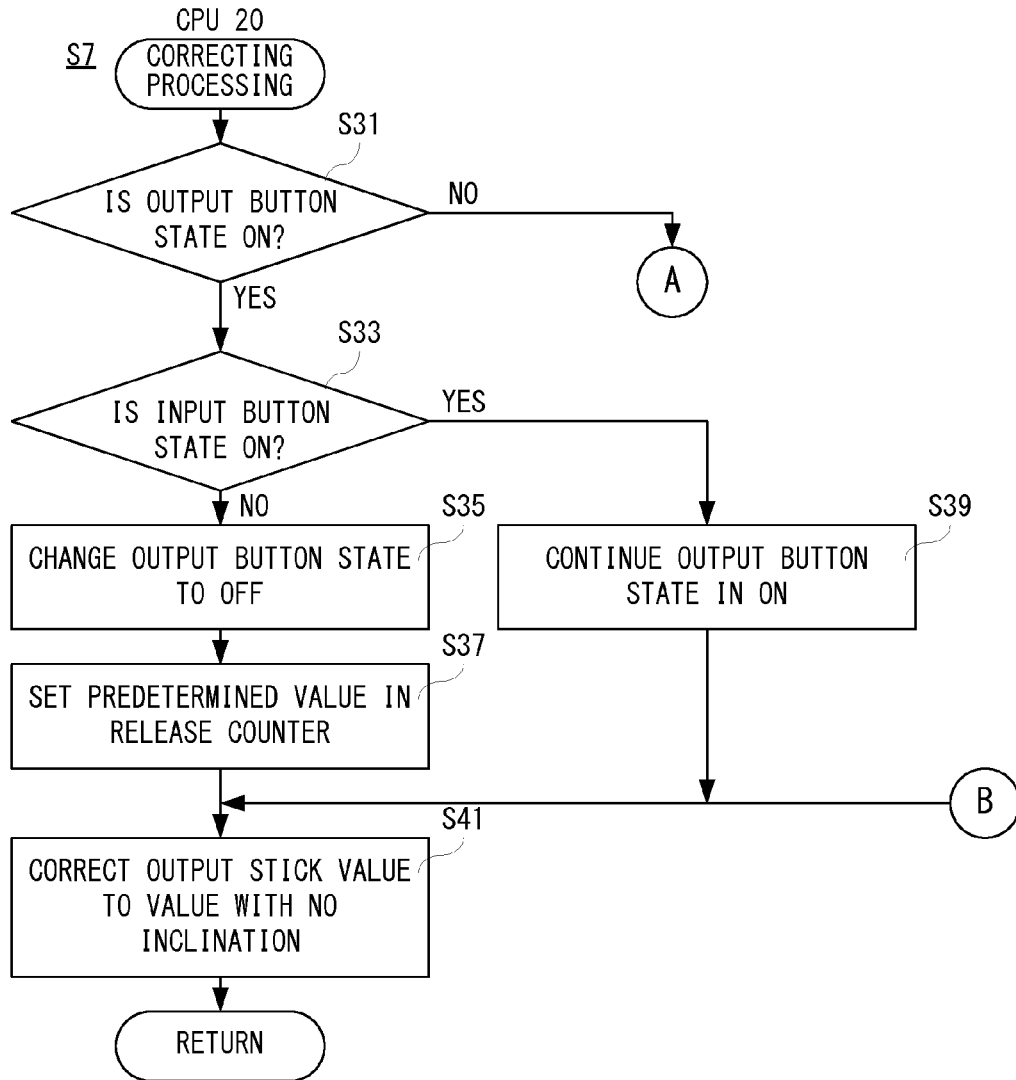 CPU 20
S7
CORRECTING
PROCESSING
S31
IS OUTPUT BUTTON
STATE ON?
NO
A
YES
S33
IS INPUT BUTTON
STATE ON?
YES
NO
S35
CHANGE OUTPUT BUTTON STATE
TO OFF
S39
CONTINUE OUTPUT BUTTON
STATE IN ON
S37
SET PREDETERMINED VALUE IN
RELEASE COUNTER
B
S41
CORRECT OUTPUT STICK VALUE
TO VALUE WITH NO
INCLINATION
RETURN